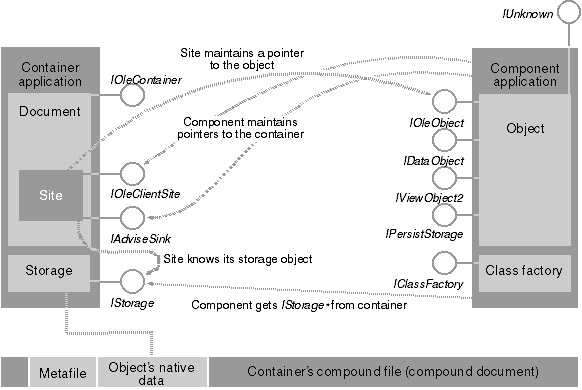 IUnknown
Container
application
Document
Site
Storage
IOleContainer
IOleClientSite
IAdviseSink
IStorage
Site maintains a pointer
to the object
Component maintains
pointers to the container
Site knows its storage object
Component gets IStorage* from container
Component
application
Object
Class factory
IOleObject
IDataObject
IViewObject2
IPersistStorage
IClassFactory
Metafile
Object's native
data
Container's compound file (compound document)